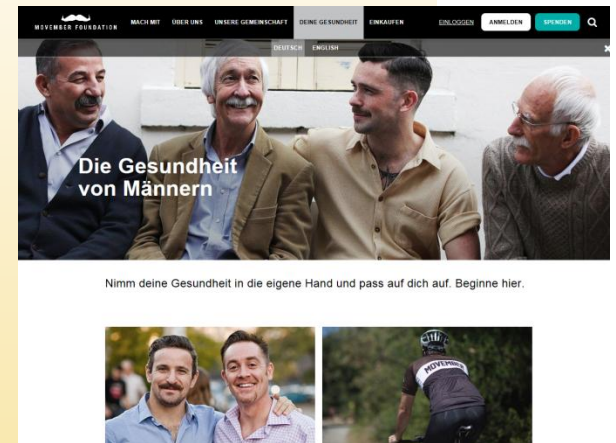 MOVEMBER FOUNDATION MACH MIT ÜBER UNS UNSERE GEMEINSCHAFT DEINE GESUNDHEIT EINKAUFEN EINLOGGEN ANMELDEN SPENDEN
DEUTSCH ENGLISH
Die Gesundheit
von Männern
Nimm deine Gesundheit in die eigene Hand und pass auf dich auf. Beginne hier.
MOVEMBER